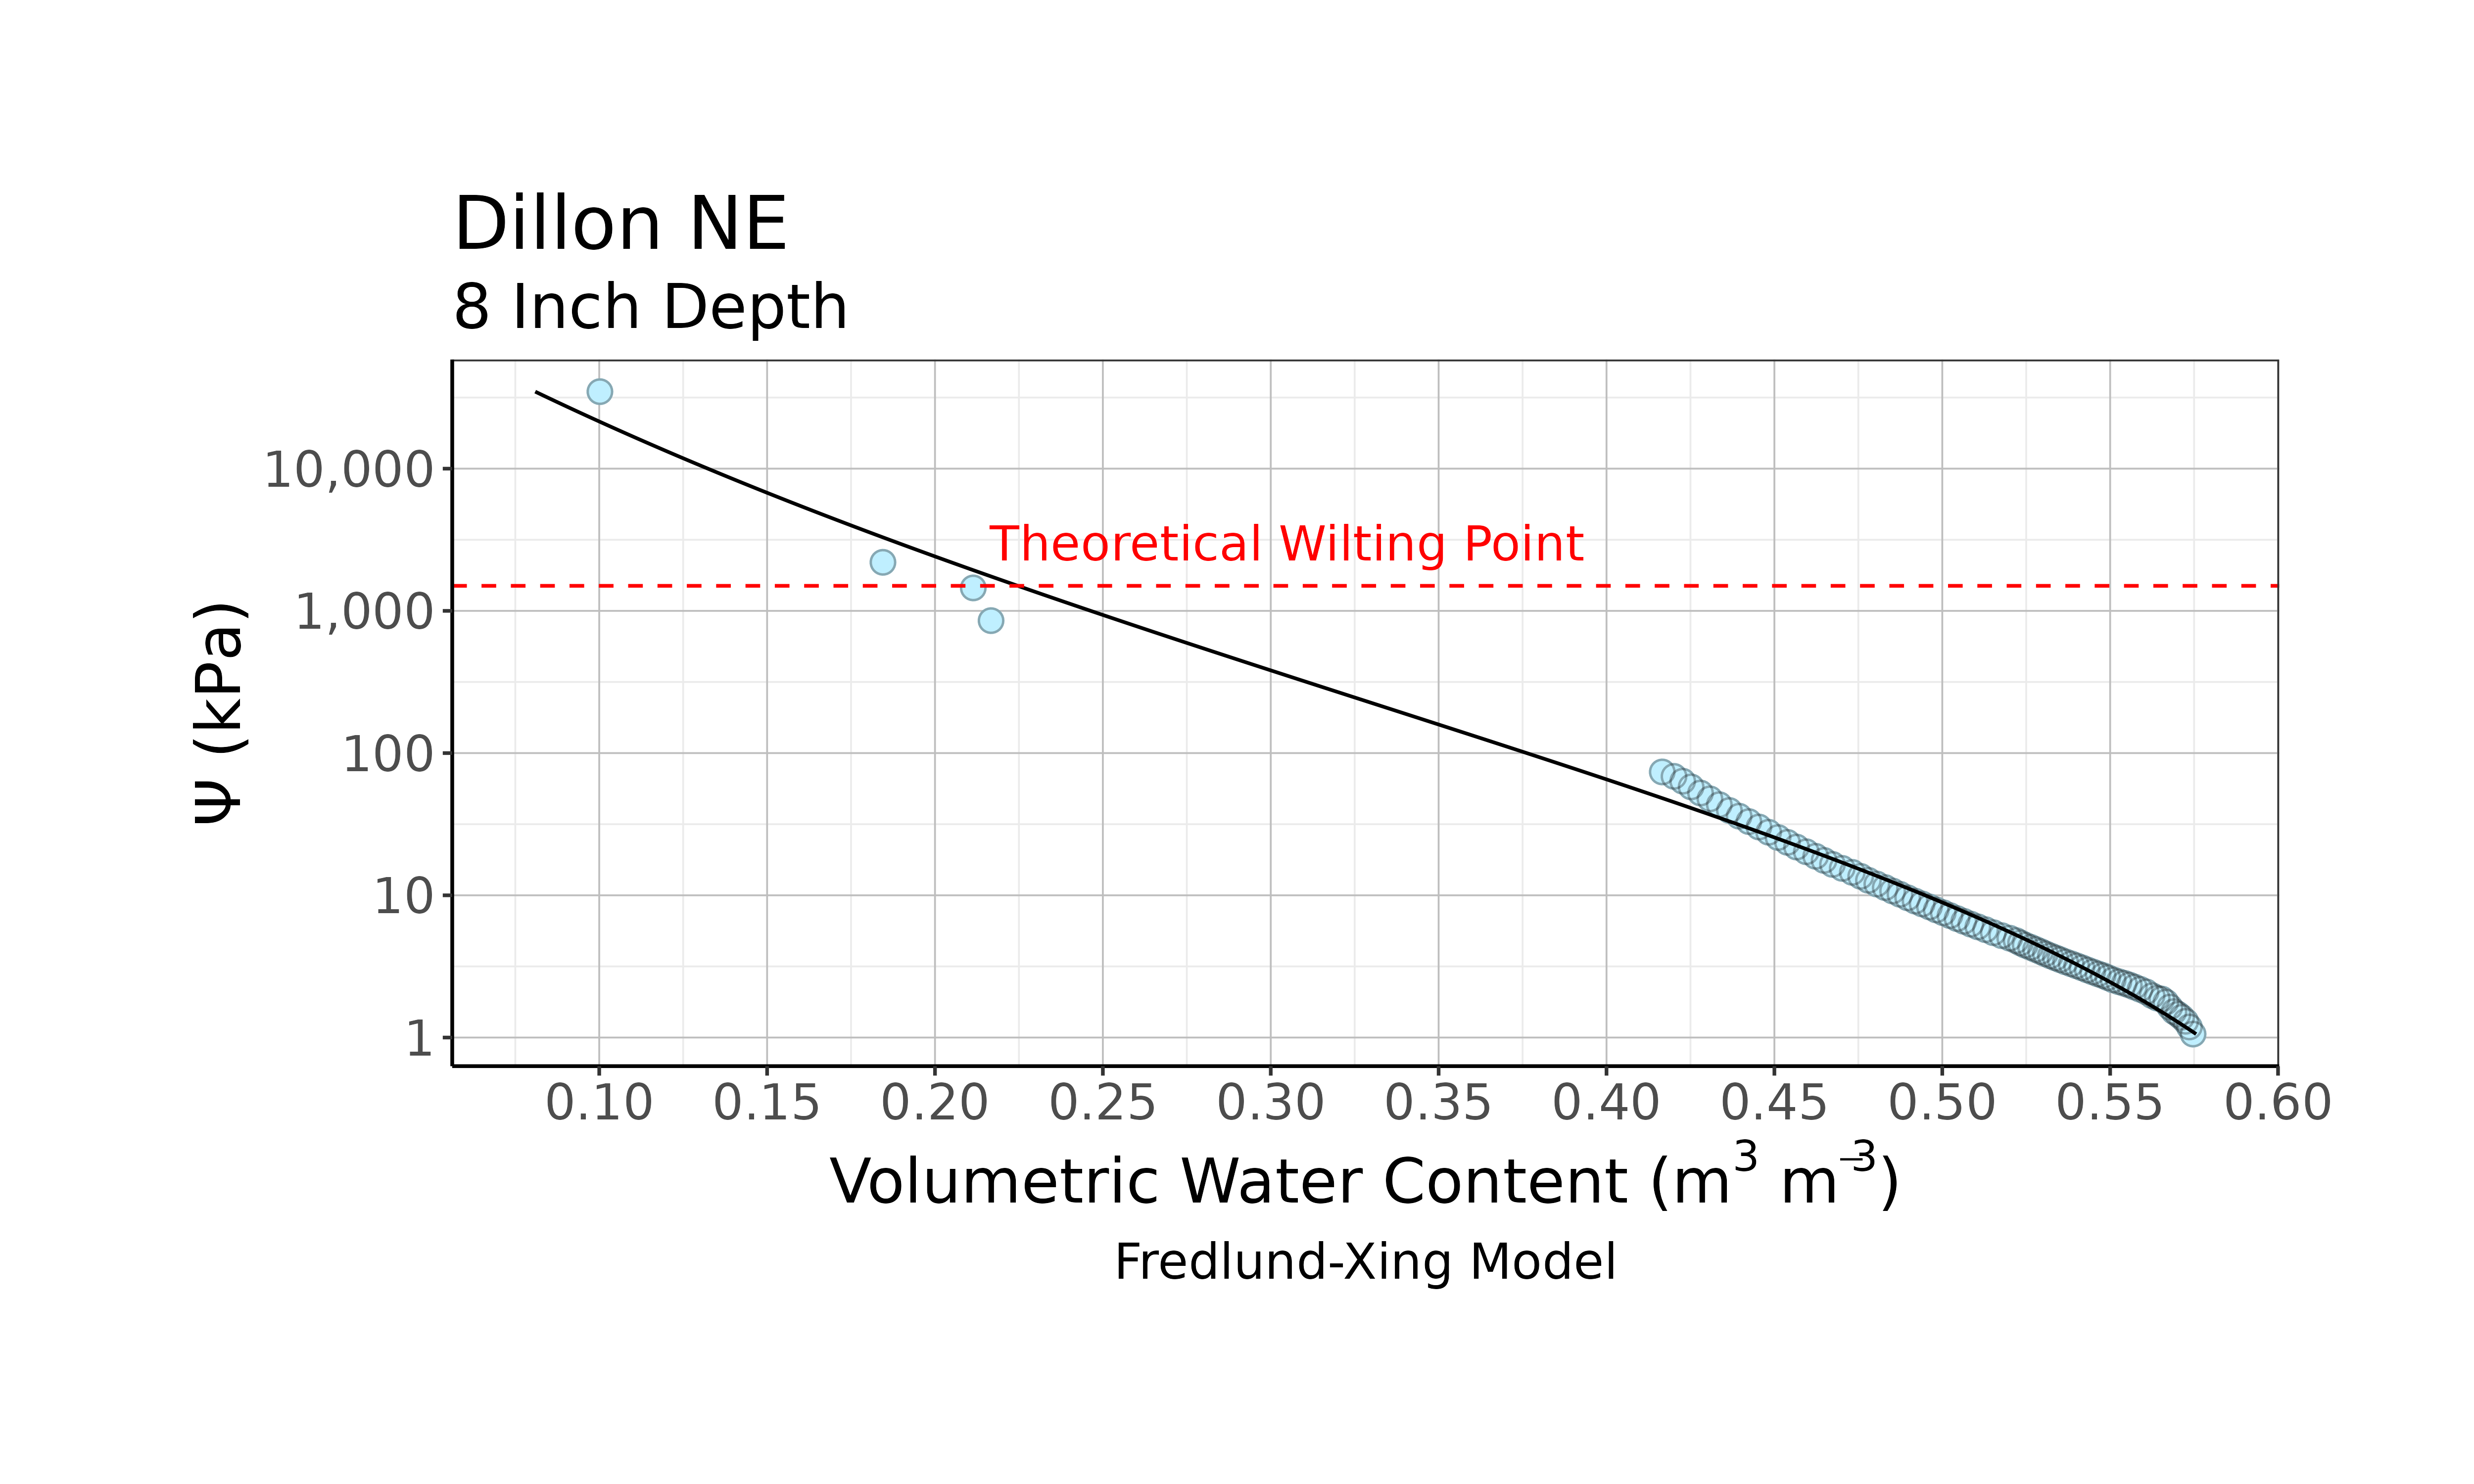 Dillon NE
8 Inch Depth
Theoretical Wilting Point
Ψ (kPa)
10,000
1,000
100
10
1
0.10 0.15 0.20 0.25 0.30 0.35 0.40 0.45 0.50 0.55 0.60
Volumetric Water Content (m³ m⁻³)
Fredlund-Xing Model